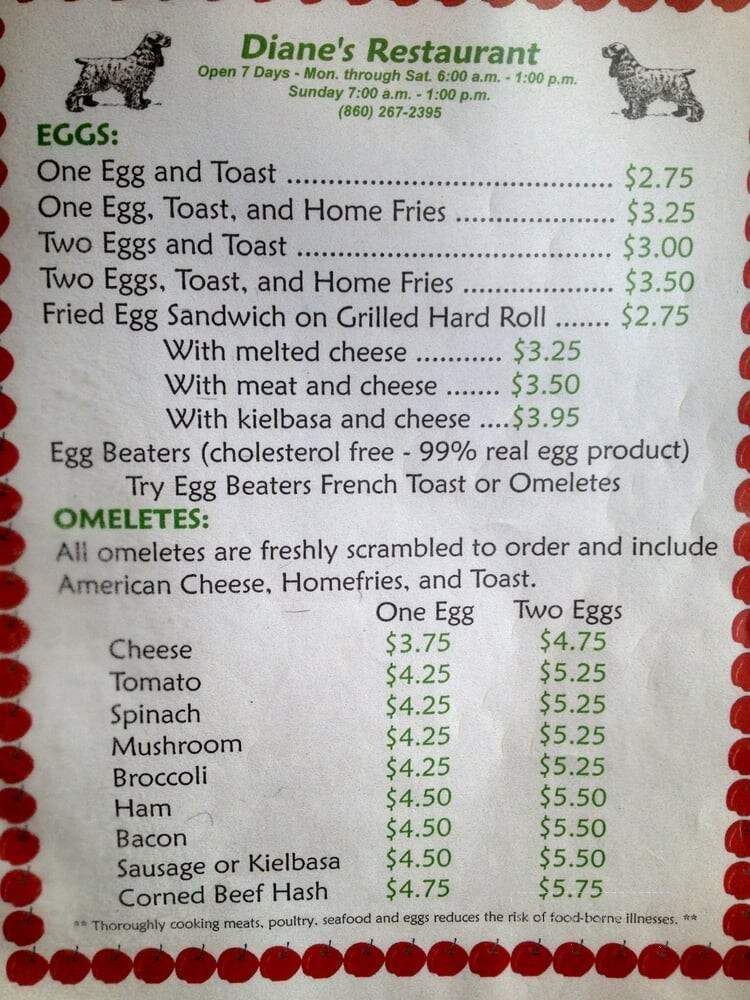 Diane's Restaurant
Open 7 Days - Mon. through Sat. 6:00 a.m. - 1:00 p.m.
Sunday 7:00 a.m. - 1:00 p.m.
(860) 267-2395
EGGS:
One Egg and Toast ........................................ $2.75
One Egg, Toast, and Home Fries .................... $3.25
Two Eggs and Toast ....................................... $3.00
Two Eggs, Toast, and Home Fries ................... $3.50
Fried Egg Sandwich on Grilled Hard Roll ....... $2.75
With melted cheese ........... $3.25
With meat and cheese ....... $3.50
With kielbasa and cheese ....$3.95
Egg Beaters (cholesterol free - 99% real egg product)
Try Egg Beaters French Toast or Omeletes
OMELETES:
All omeletes are freshly scrambled to order and include
American Cheese, Homefries, and Toast.
One Egg Two Eggs
Cheese $3.75 $4.75
Tomato $4.25 $5.25
Spinach $4.25 $5.25
Mushroom $4.25 $5.25
Broccoli $4.25 $5.25
Ham $4.50 $5.50
Bacon $4.50 $5.50
Sausage or Kielbasa $4.50 $5.50
Corned Beef Hash $4.75 $5.75
** Thoroughly cooking meats, poultry, seafood and eggs reduces the risk of food-borne illnesses. **